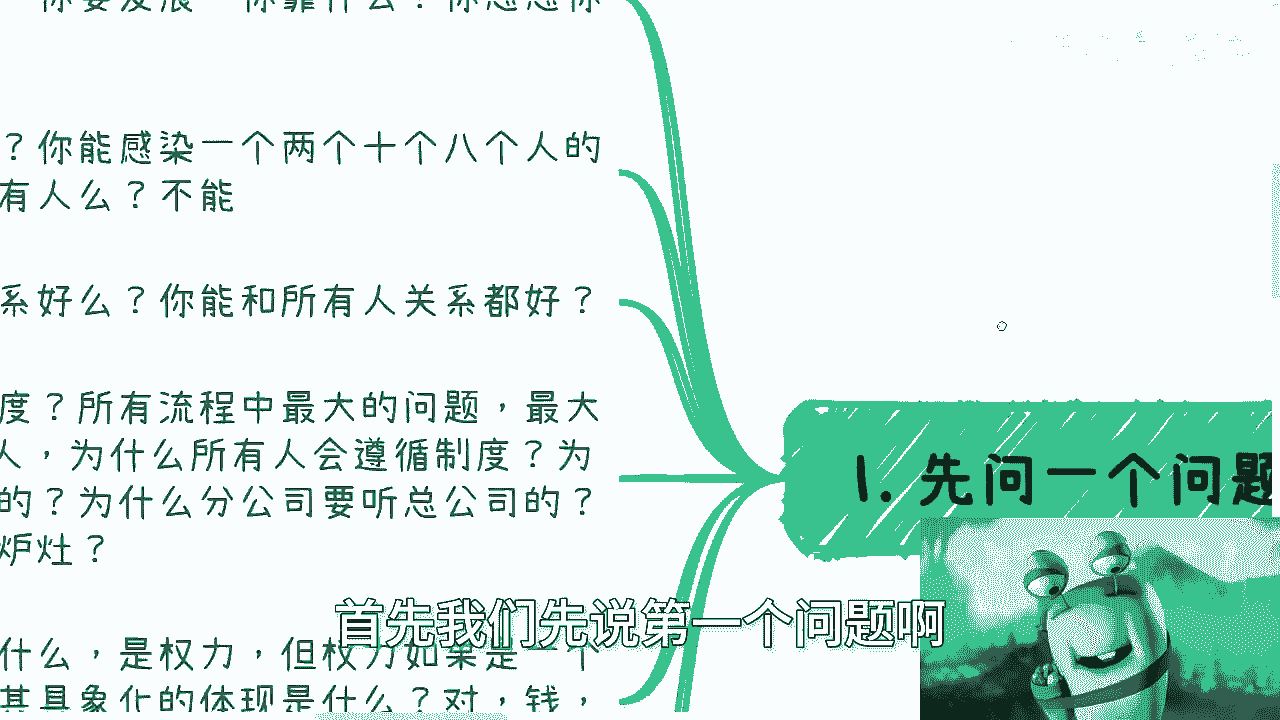 你要发展 你靠什么？你想想你
？你能感染一个两个十个八个人的
有人么？不能
系好么？你能和所有人关系都好？
度？所有流程中最大的问题，最大
人，为什么所有人会遵循制度？为
的？为什么分公司要听总公司的？
炉灶？
什么，是权力，但权力如果是一个
其具象化的体现是什么？对，钱，
1. 先问一个问题
首先我们先说第一个问题啊